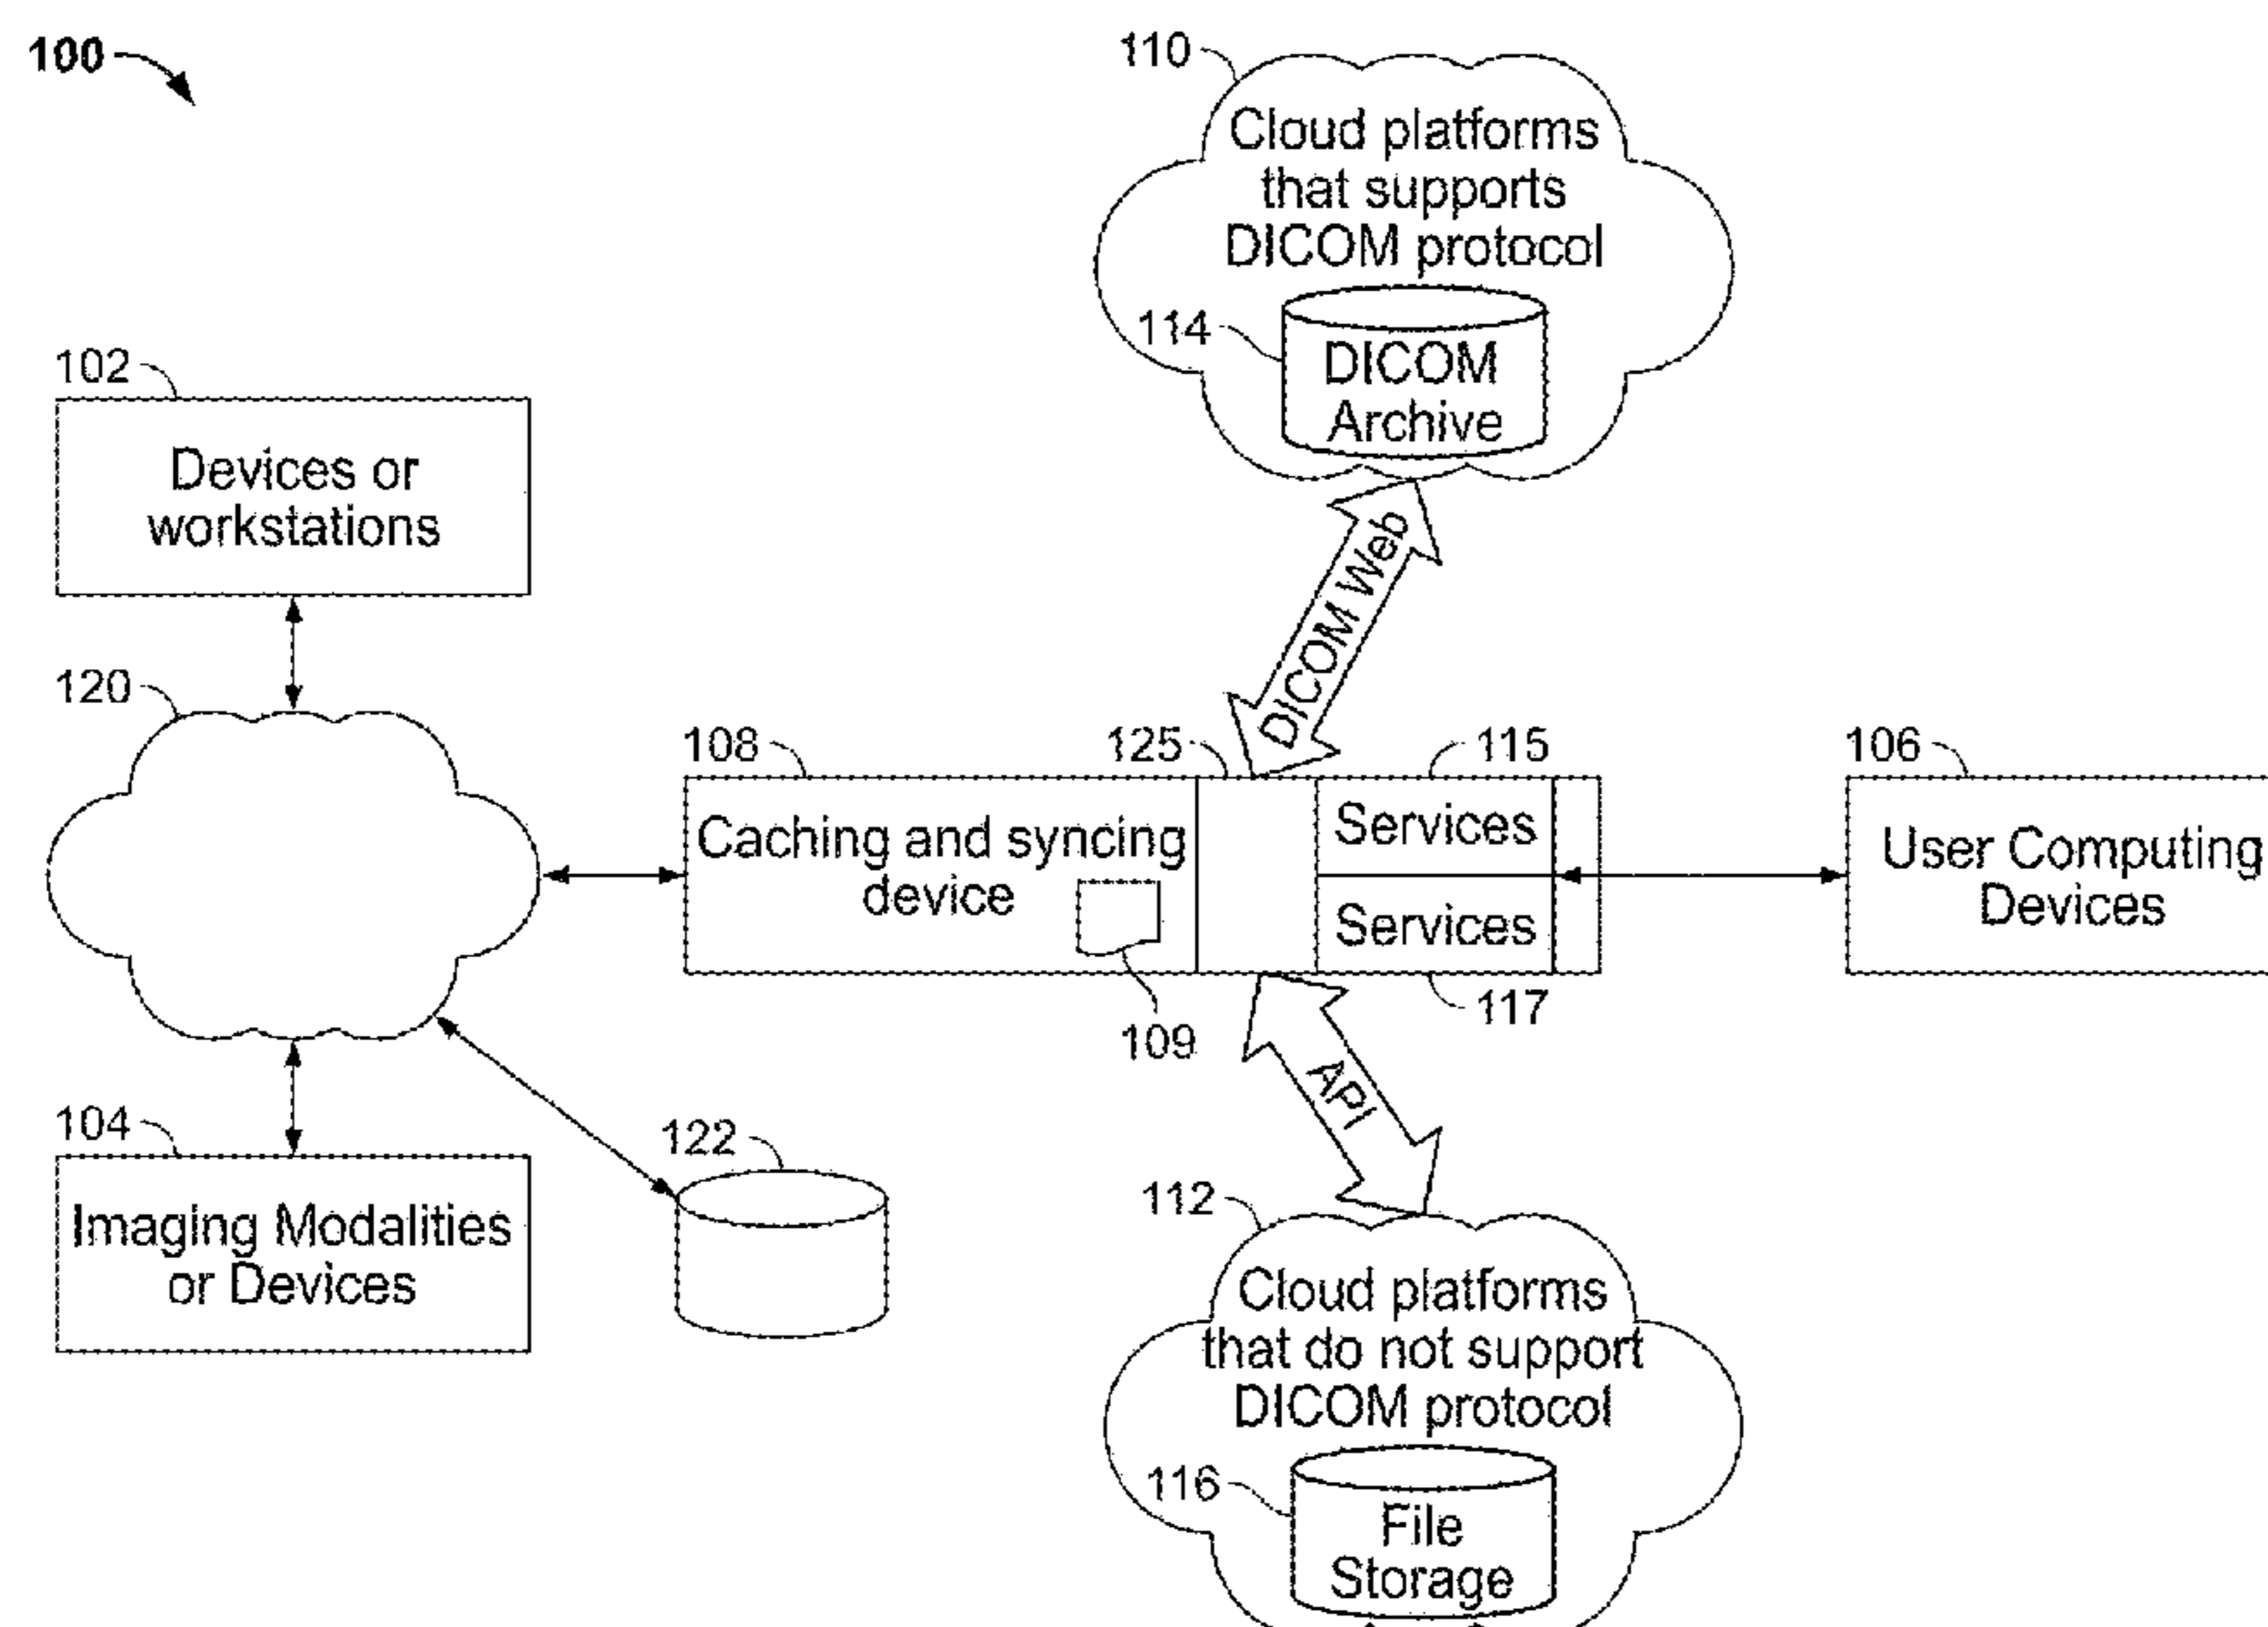 100
110
Cloud platforms
that supports
DICOM protocol
114
DICOM
Archive
102
Devices or
workstations
DICOM Web
120
108
125
115
106
Caching and syncing
device
Services
Services
User Computing
Devices
109
117
API
104
Imaging Modalities
or Devices
122
112
Cloud platforms
that do not support
DICOM protocol
116
File
Storage